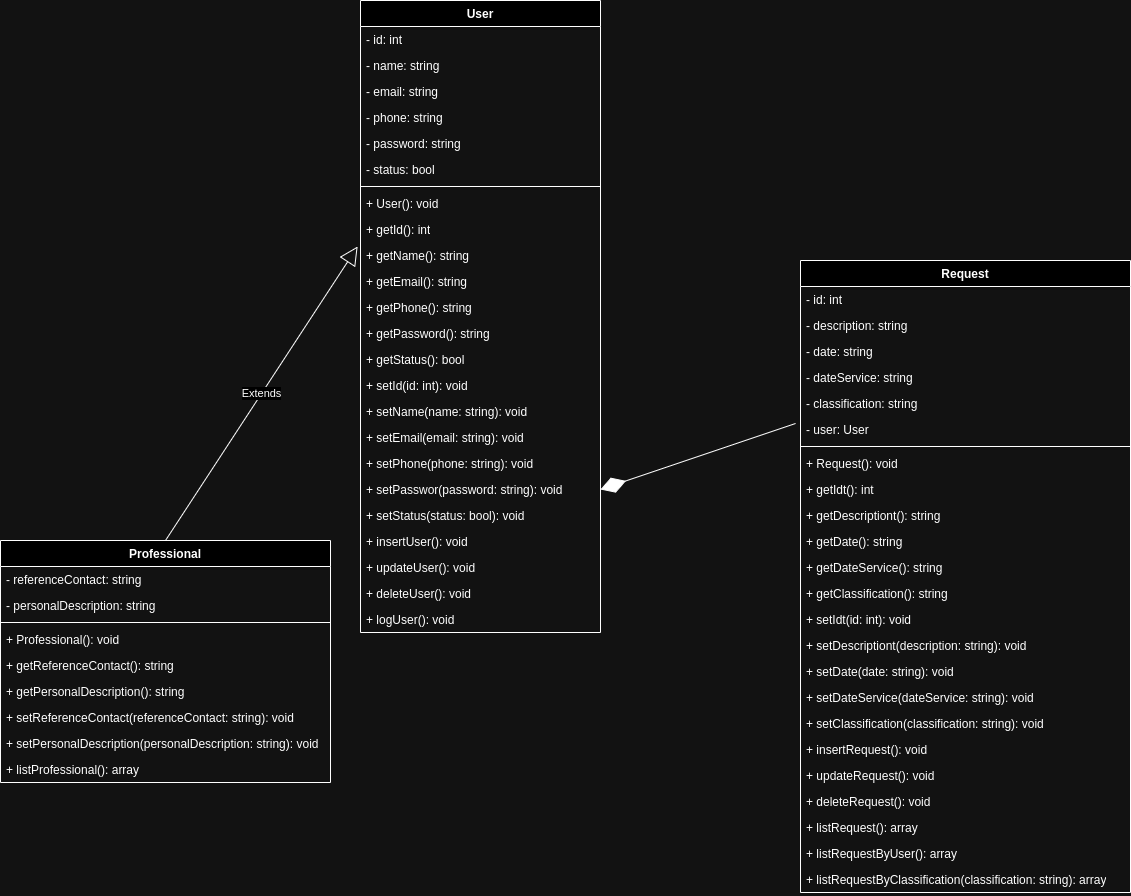 User
- id: int
- name: string
- email: string
- phone: string
- password: string
- status: bool
+ User(): void
+ getId(): int
+ getName(): string
+ getEmail(): string
+ getPhone(): string
+ getPassword(): string
+ getStatus(): bool
+ setId(id: int): void
+ setName(name: string): void
+ setEmail(email: string): void
+ setPhone(phone: string): void
+ setPasswor(password: string): void
+ setStatus(status: bool): void
+ insertUser(): void
+ updateUser(): void
+ deleteUser(): void
+ logUser(): void
Extends
Professional
- referenceContact: string
- personalDescription: string
+ Professional(): void
+ getReferenceContact(): string
+ getPersonalDescription(): string
+ setReferenceContact(referenceContact: string): void
+ setPersonalDescription(personalDescription: string): void
+ listProfessional(): array
Request
- id: int
- description: string
- date: string
- dateService: string
- classification: string
- user: User
+ Request(): void
+ getIdt(): int
+ getDescriptiont(): string
+ getDate(): string
+ getDateService(): string
+ getClassification(): string
+ setIdt(id: int): void
+ setDescriptiont(description: string): void
+ setDate(date: string): void
+ setDateService(dateService: string): void
+ setClassification(classification: string): void
+ insertRequest(): void
+ updateRequest(): void
+ deleteRequest(): void
+ listRequest(): array
+ listRequestByUser(): array
+ listRequestByClassification(classification: string): array